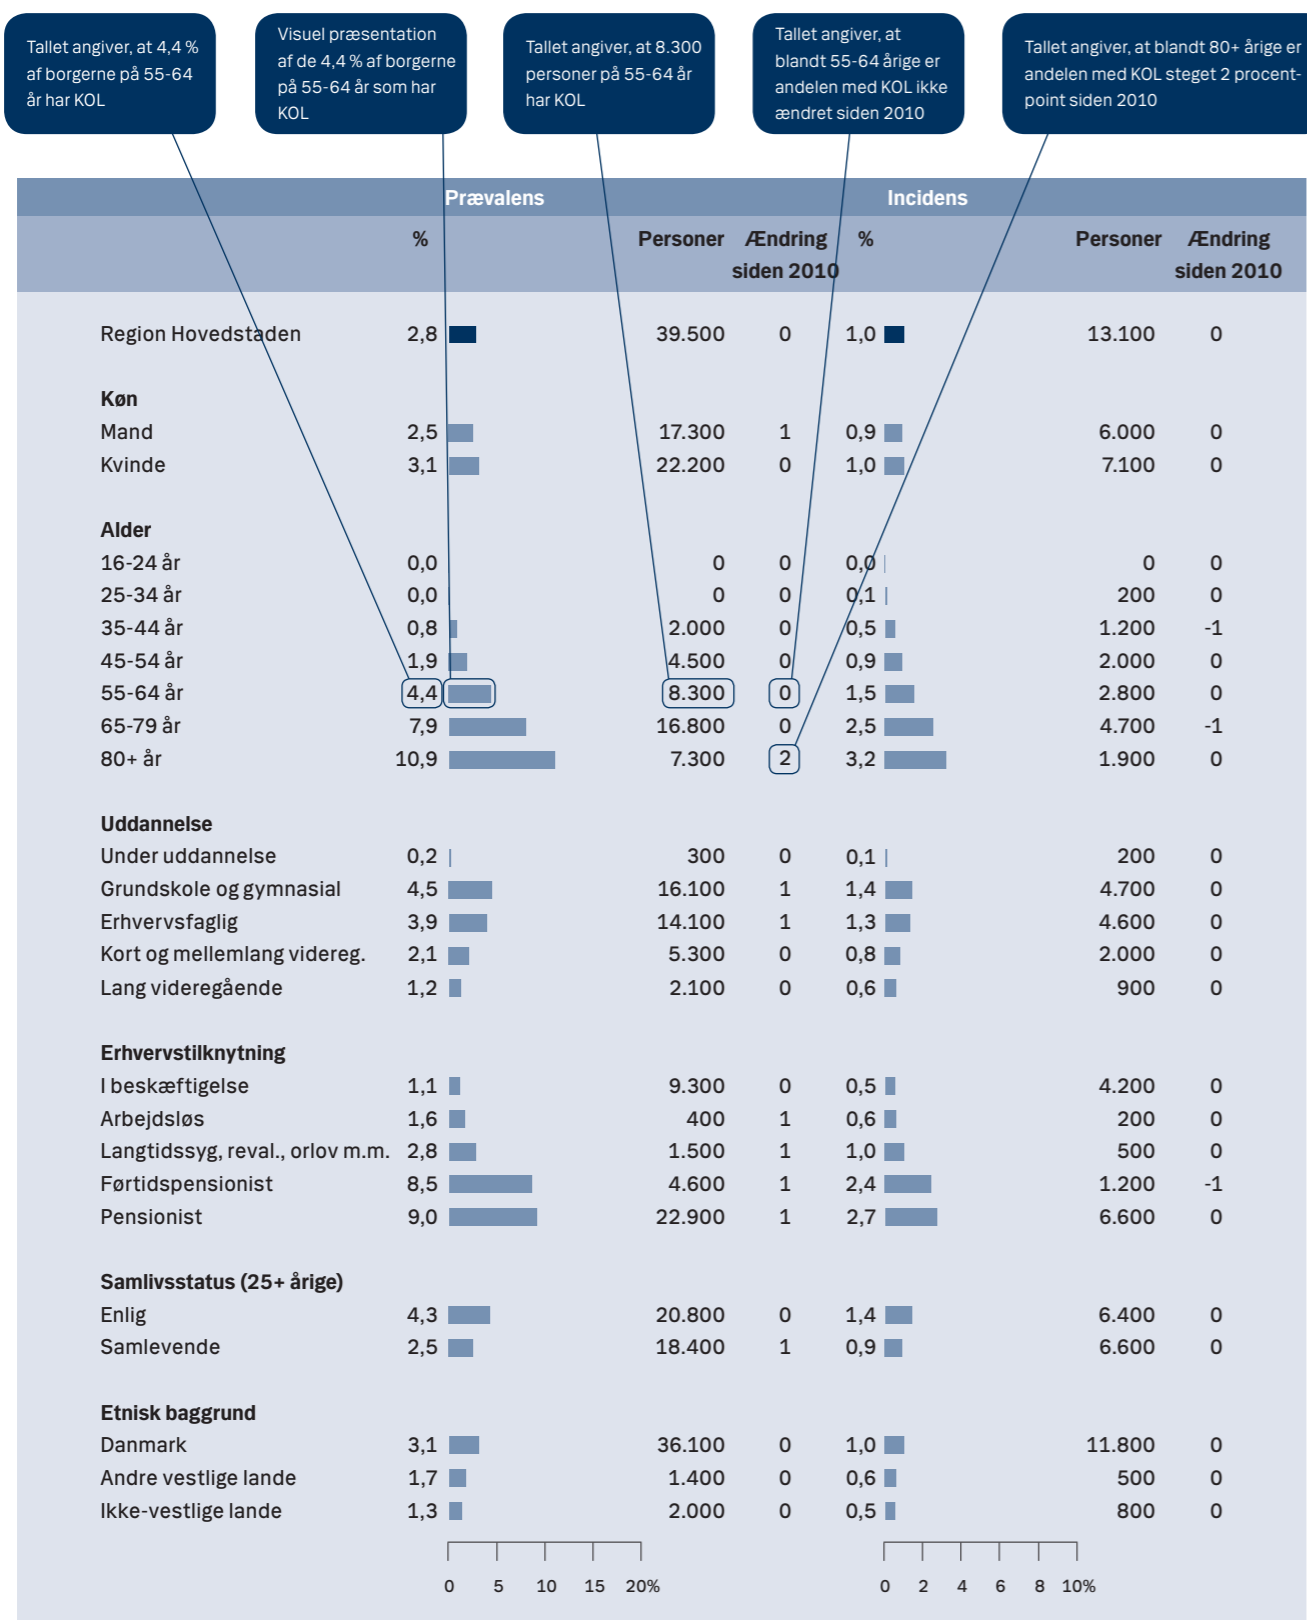 Tallet angiver, at 4,4 %
af borgerne på 55-64
år har KOL
Visuel præsentation
af de 4,4 % af borgerne
på 55-64 år som har
KOL
Tallet angiver, at 8.300
personer på 55-64 år
har KOL
Tallet angiver, at
blandt 55-64 årige er
andelen med KOL ikke
ændret siden 2010
Tallet angiver, at blandt 80+ årige er
andelen med KOL steget 2 procent-
point siden 2010
Prævalens Incidens
% Personer Ændring % Personer Ændring
siden 2010 siden 2010
Region Hovedstaden 2,8 39.500 0 1,0 13.100 0
Køn
Mand 2,5 17.300 1 0,9 6.000 0
Kvinde 3,1 22.200 0 1,0 7.100 0
Alder
16-24 år 0,0 0 0 0,0 0 0
25-34 år 0,0 0 0 0,1 200 0
35-44 år 0,8 2.000 0 0,5 1.200 -1
45-54 år 1,9 4.500 0 0,9 2.000 0
55-64 år 4,4 8.300 0 1,5 2.800 0
65-79 år 7,9 16.800 0 2,5 4.700 -1
80+ år 10,9 7.300 2 3,2 1.900 0
Uddannelse
Under uddannelse 0,2 300 0 0,1 200 0
Grundskole og gymnasial 4,5 16.100 1 1,4 4.700 0
Erhvervsfaglig 3,9 14.100 1 1,3 4.600 0
Kort og mellemlang videreg. 2,1 5.300 0 0,8 2.000 0
Lang videregående 1,2 2.100 0 0,6 900 0
Erhvervstilknytning
I beskæftigelse 1,1 9.300 0 0,5 4.200 0
Arbejdsløs 1,6 400 1 0,6 200 0
Langtidssyg, reval., orlov m.m. 2,8 1.500 1 1,0 500 0
Førtidspensionist 8,5 4.600 1 2,4 1.200 -1
Pensionist 9,0 22.900 1 2,7 6.600 0
Samlivsstatus (25+ årige)
Enlig 4,3 20.800 0 1,4 6.400 0
Samlevende 2,5 18.400 1 0,9 6.600 0
Etnisk baggrund
Danmark 3,1 36.100 0 1,0 11.800 0
Andre vestlige lande 1,7 1.400 0 0,6 500 0
Ikke-vestlige lande 1,3 2.000 0 0,5 800 0
0 5 10 15 20% 0 2 4 6 8 10%